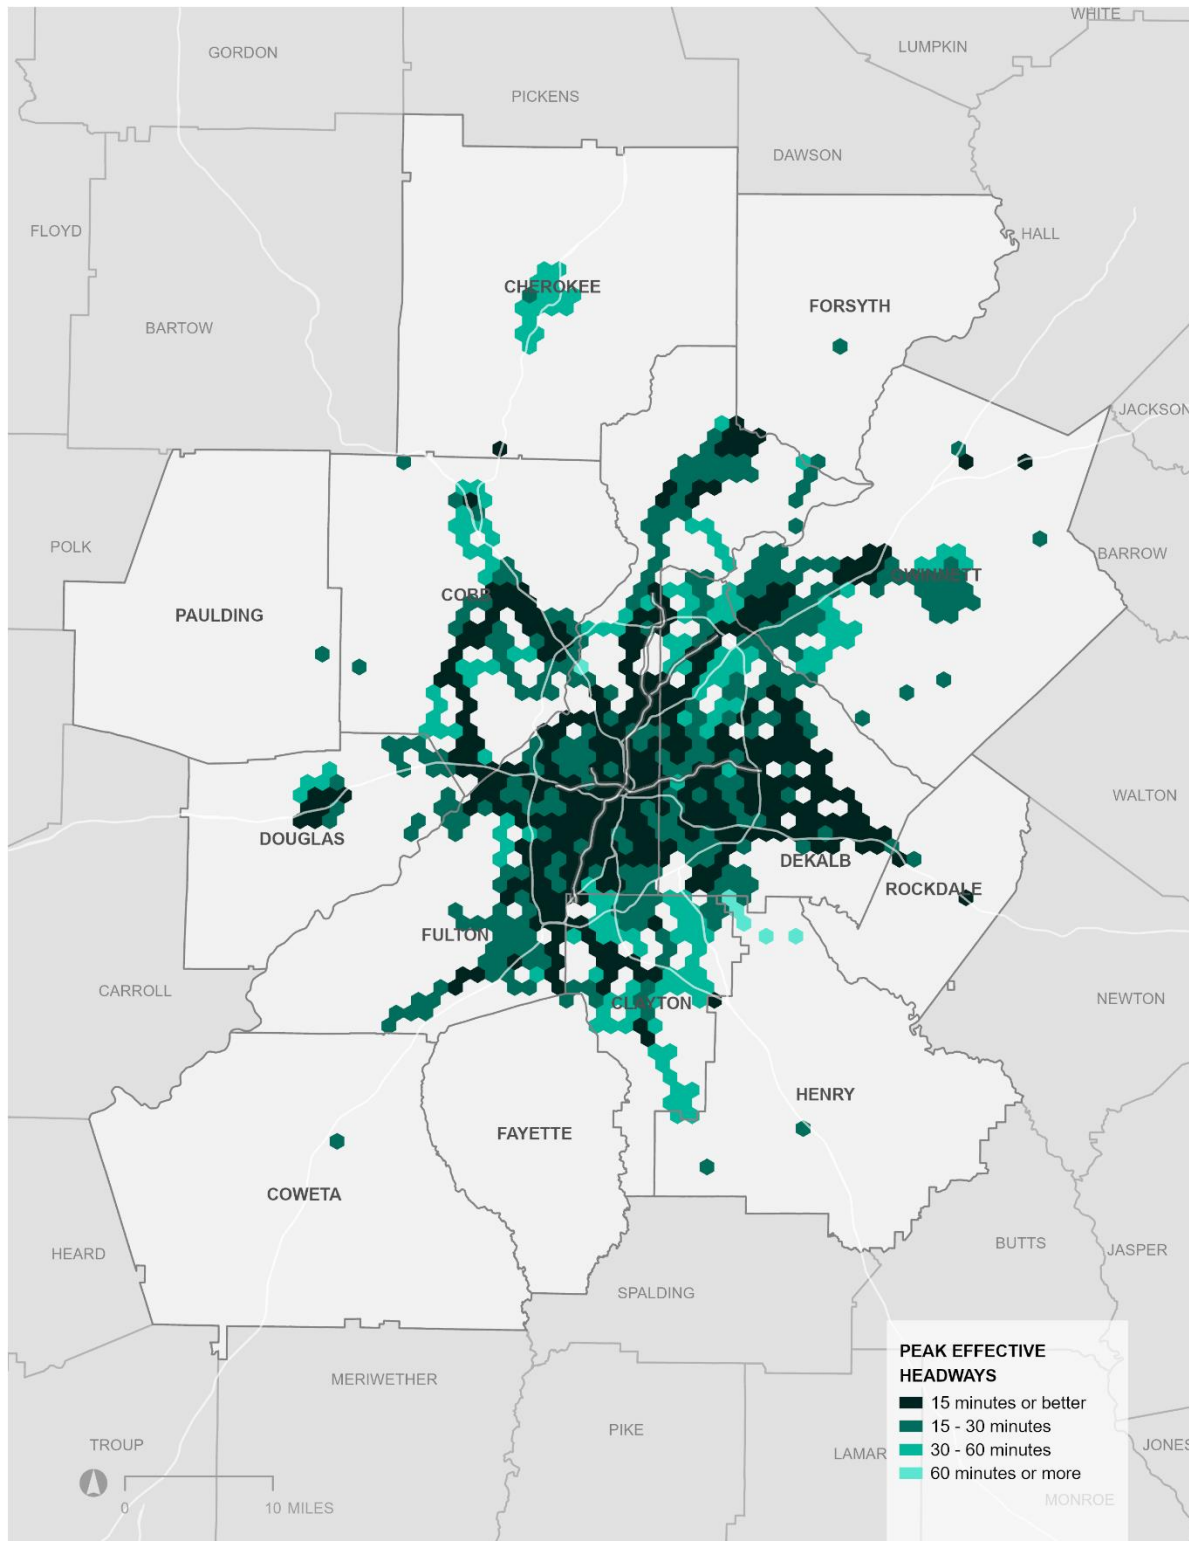 WHITE
LUMPKIN
GORDON
PICKENS
DAWSON
FLOYD
HALL
CHEROKEE
FORSYTH
BARTOW
JACKSON
POLK
BARROW
GWINNETT
COBB
PAULDING
WALTON
DOUGLAS
DEKALB
ROCKDALE
FULTON
CARROLL
NEWTON
CLAYTON
HENRY
FAYETTE
COWETA
BUTTS
JASPER
HEARD
SPALDING
PEAK EFFECTIVE
HEADWAYS
15 minutes or better
15 - 30 minutes
30 - 60 minutes
60 minutes or more
MERIWETHER
PIKE
TROUP
LAMAR
JONES
MONROE
0 10 MILES